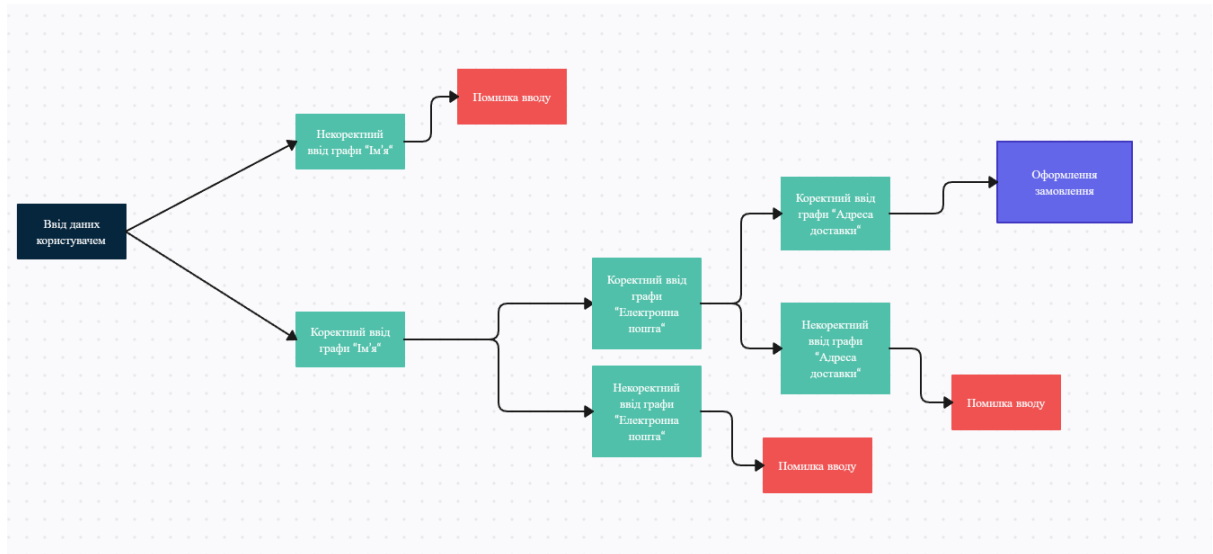 Помилка вводу
Некоректний
ввід графи "Ім'я"
Оформлення
замовлення
Коректний ввід
графи "Адреса
доставки"
Ввід даних
користувачем
Коректний ввід
графи
"Електронна
пошта"
Некоректний
ввід графи
"Адреса
доставки"
Коректний ввід
графи "Ім'я"
Некоректний
ввід графи
"Електронна
пошта"
Помилка вводу
Помилка вводу